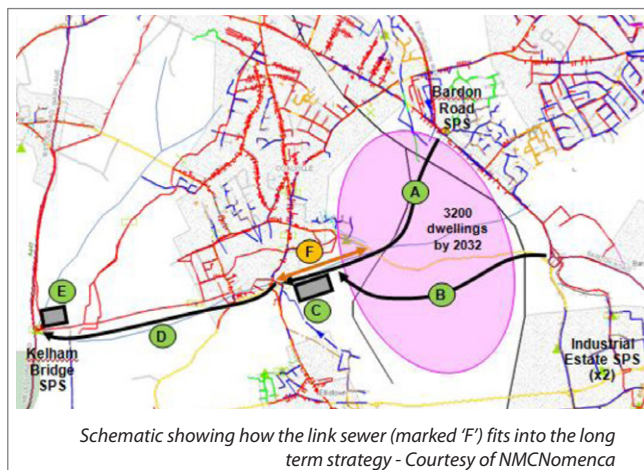 Bardon
Road
SPS
A
3200
dwellings
by 2032
F
E
C
B
D
Kelham
Bridge
SPS
Industrial
Estate SPS
(x2)
Schematic showing how the link sewer (marked 'F') fits into the long
term strategy - Courtesy of NMCNomenca